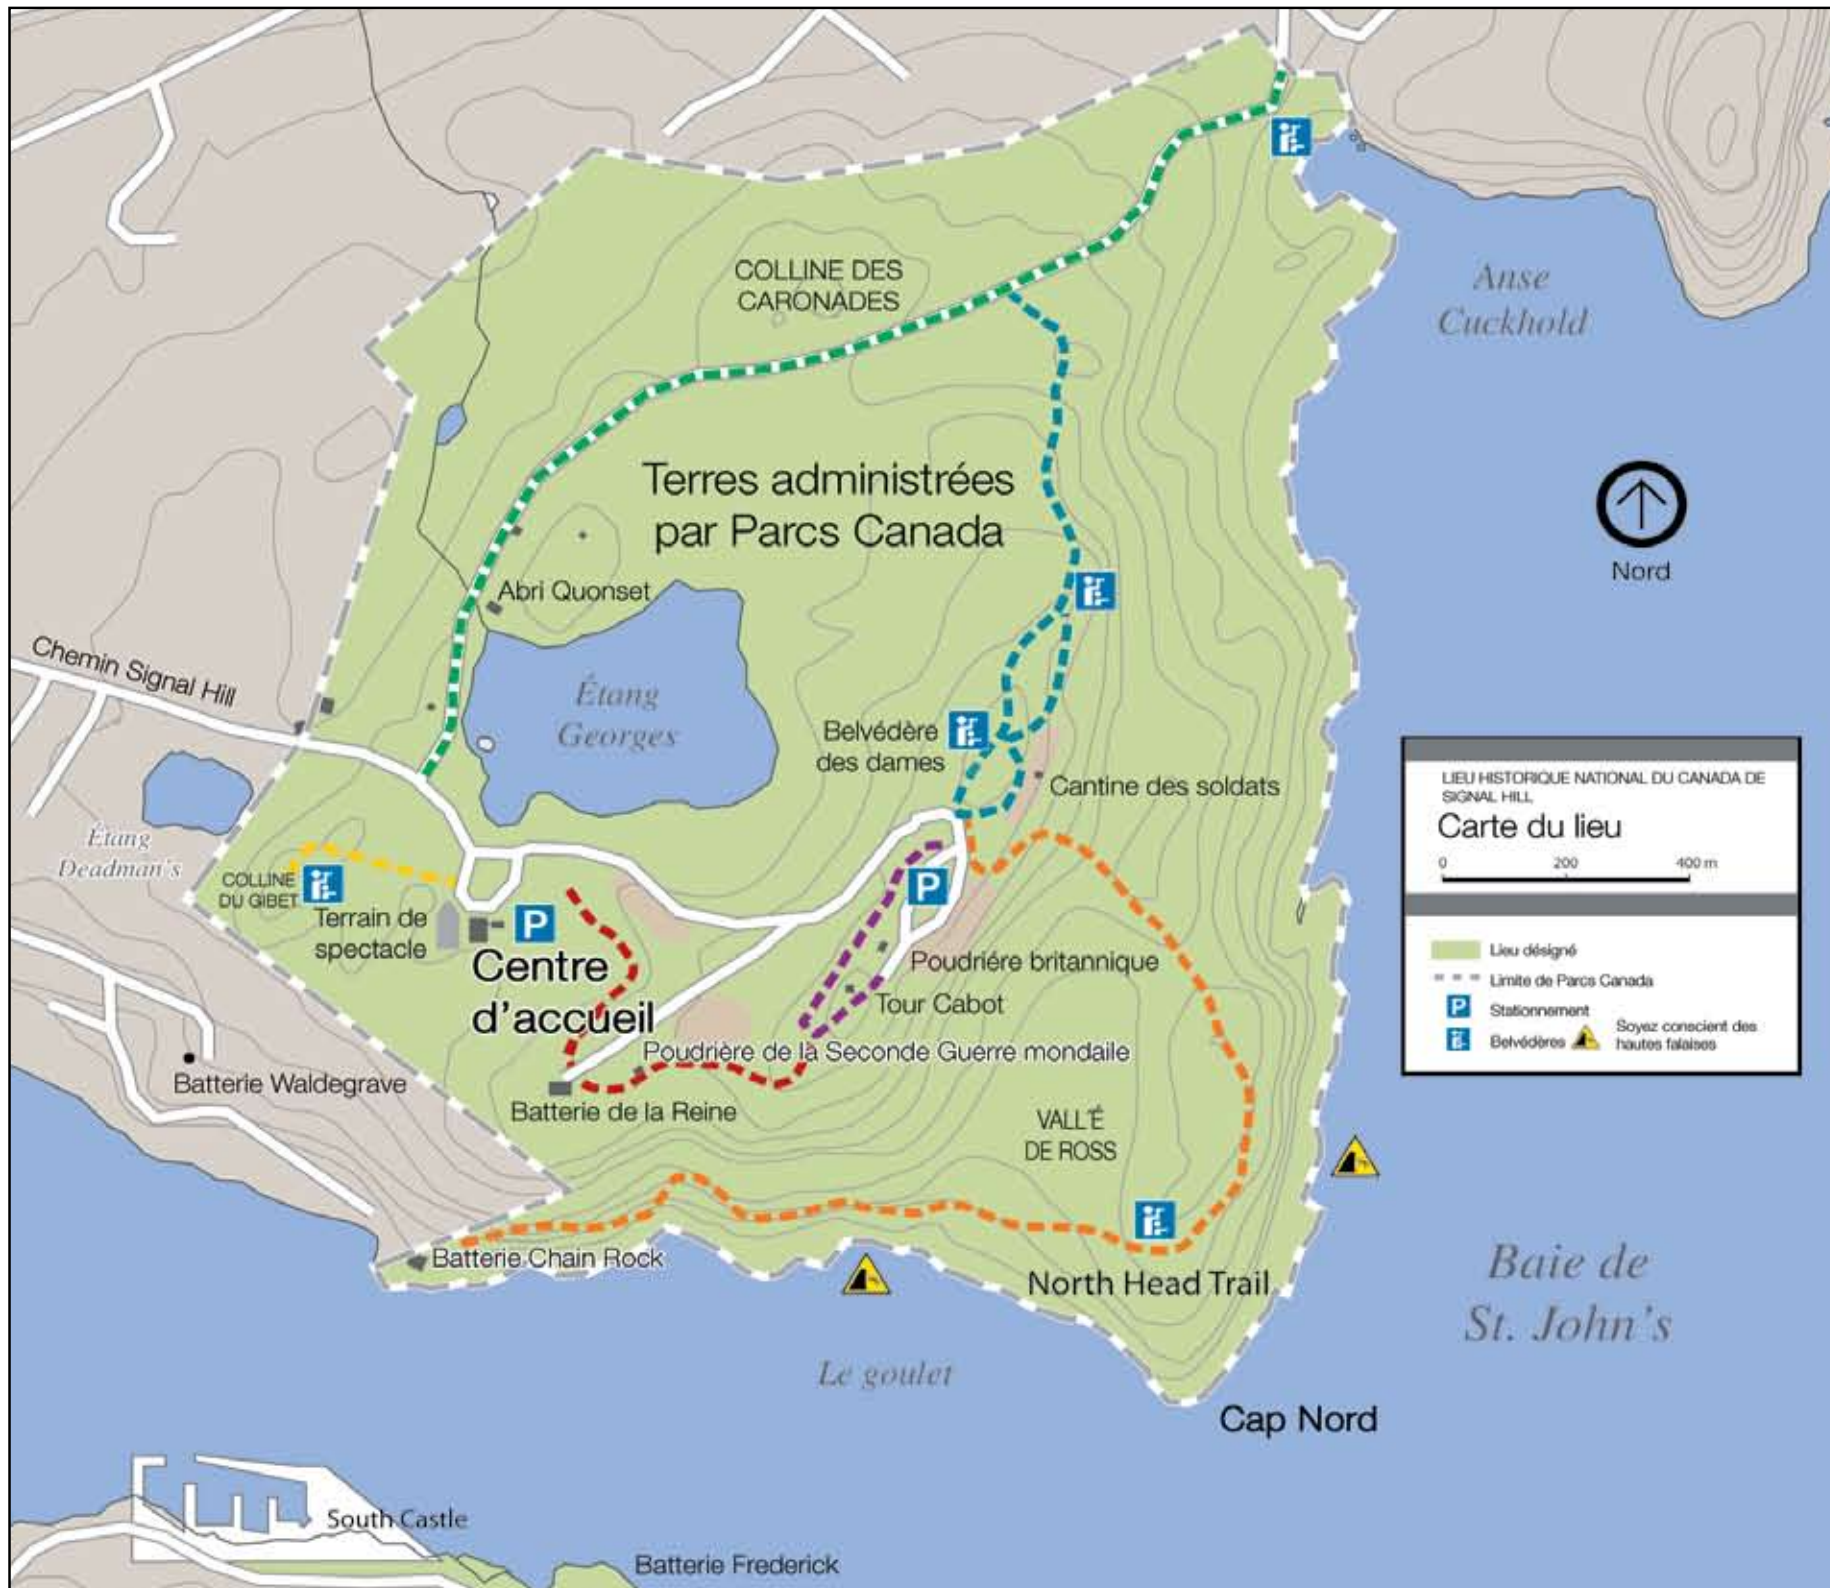 COLLINE DES
CARONADES
Anse
Cuckhold
Terres administrées
par Parcs Canada
Nord
Abri Quonset
Chemin Signal Hill
Étang
Georges
Belvédère
des dames
Cantine des soldats
LIEU HISTORIQUE NATIONAL DU CANADA DE
SIGNAL HILL
Carte du lieu
0 200 400 m
Étang
Deadman's
COLLINE
DU GIBET
P
Terrain de
spectacle
P
Centre
d'accueil
Poudriére britannique
Tour Cabot
Lieu désigné
Limite de Parcs Canada
P
Stationnement
Belvédères
Soyez conscient des
hautes falaises
Poudrière de la Seconde Guerre mondaile
Batterie Waldegrave
Batterie de la Reine
VALL'É
DE ROSS
Batterie Chain Rock
North Head Trail
Baie de
St. John's
Le goulet
Cap Nord
South Castle
Batterie Frederick